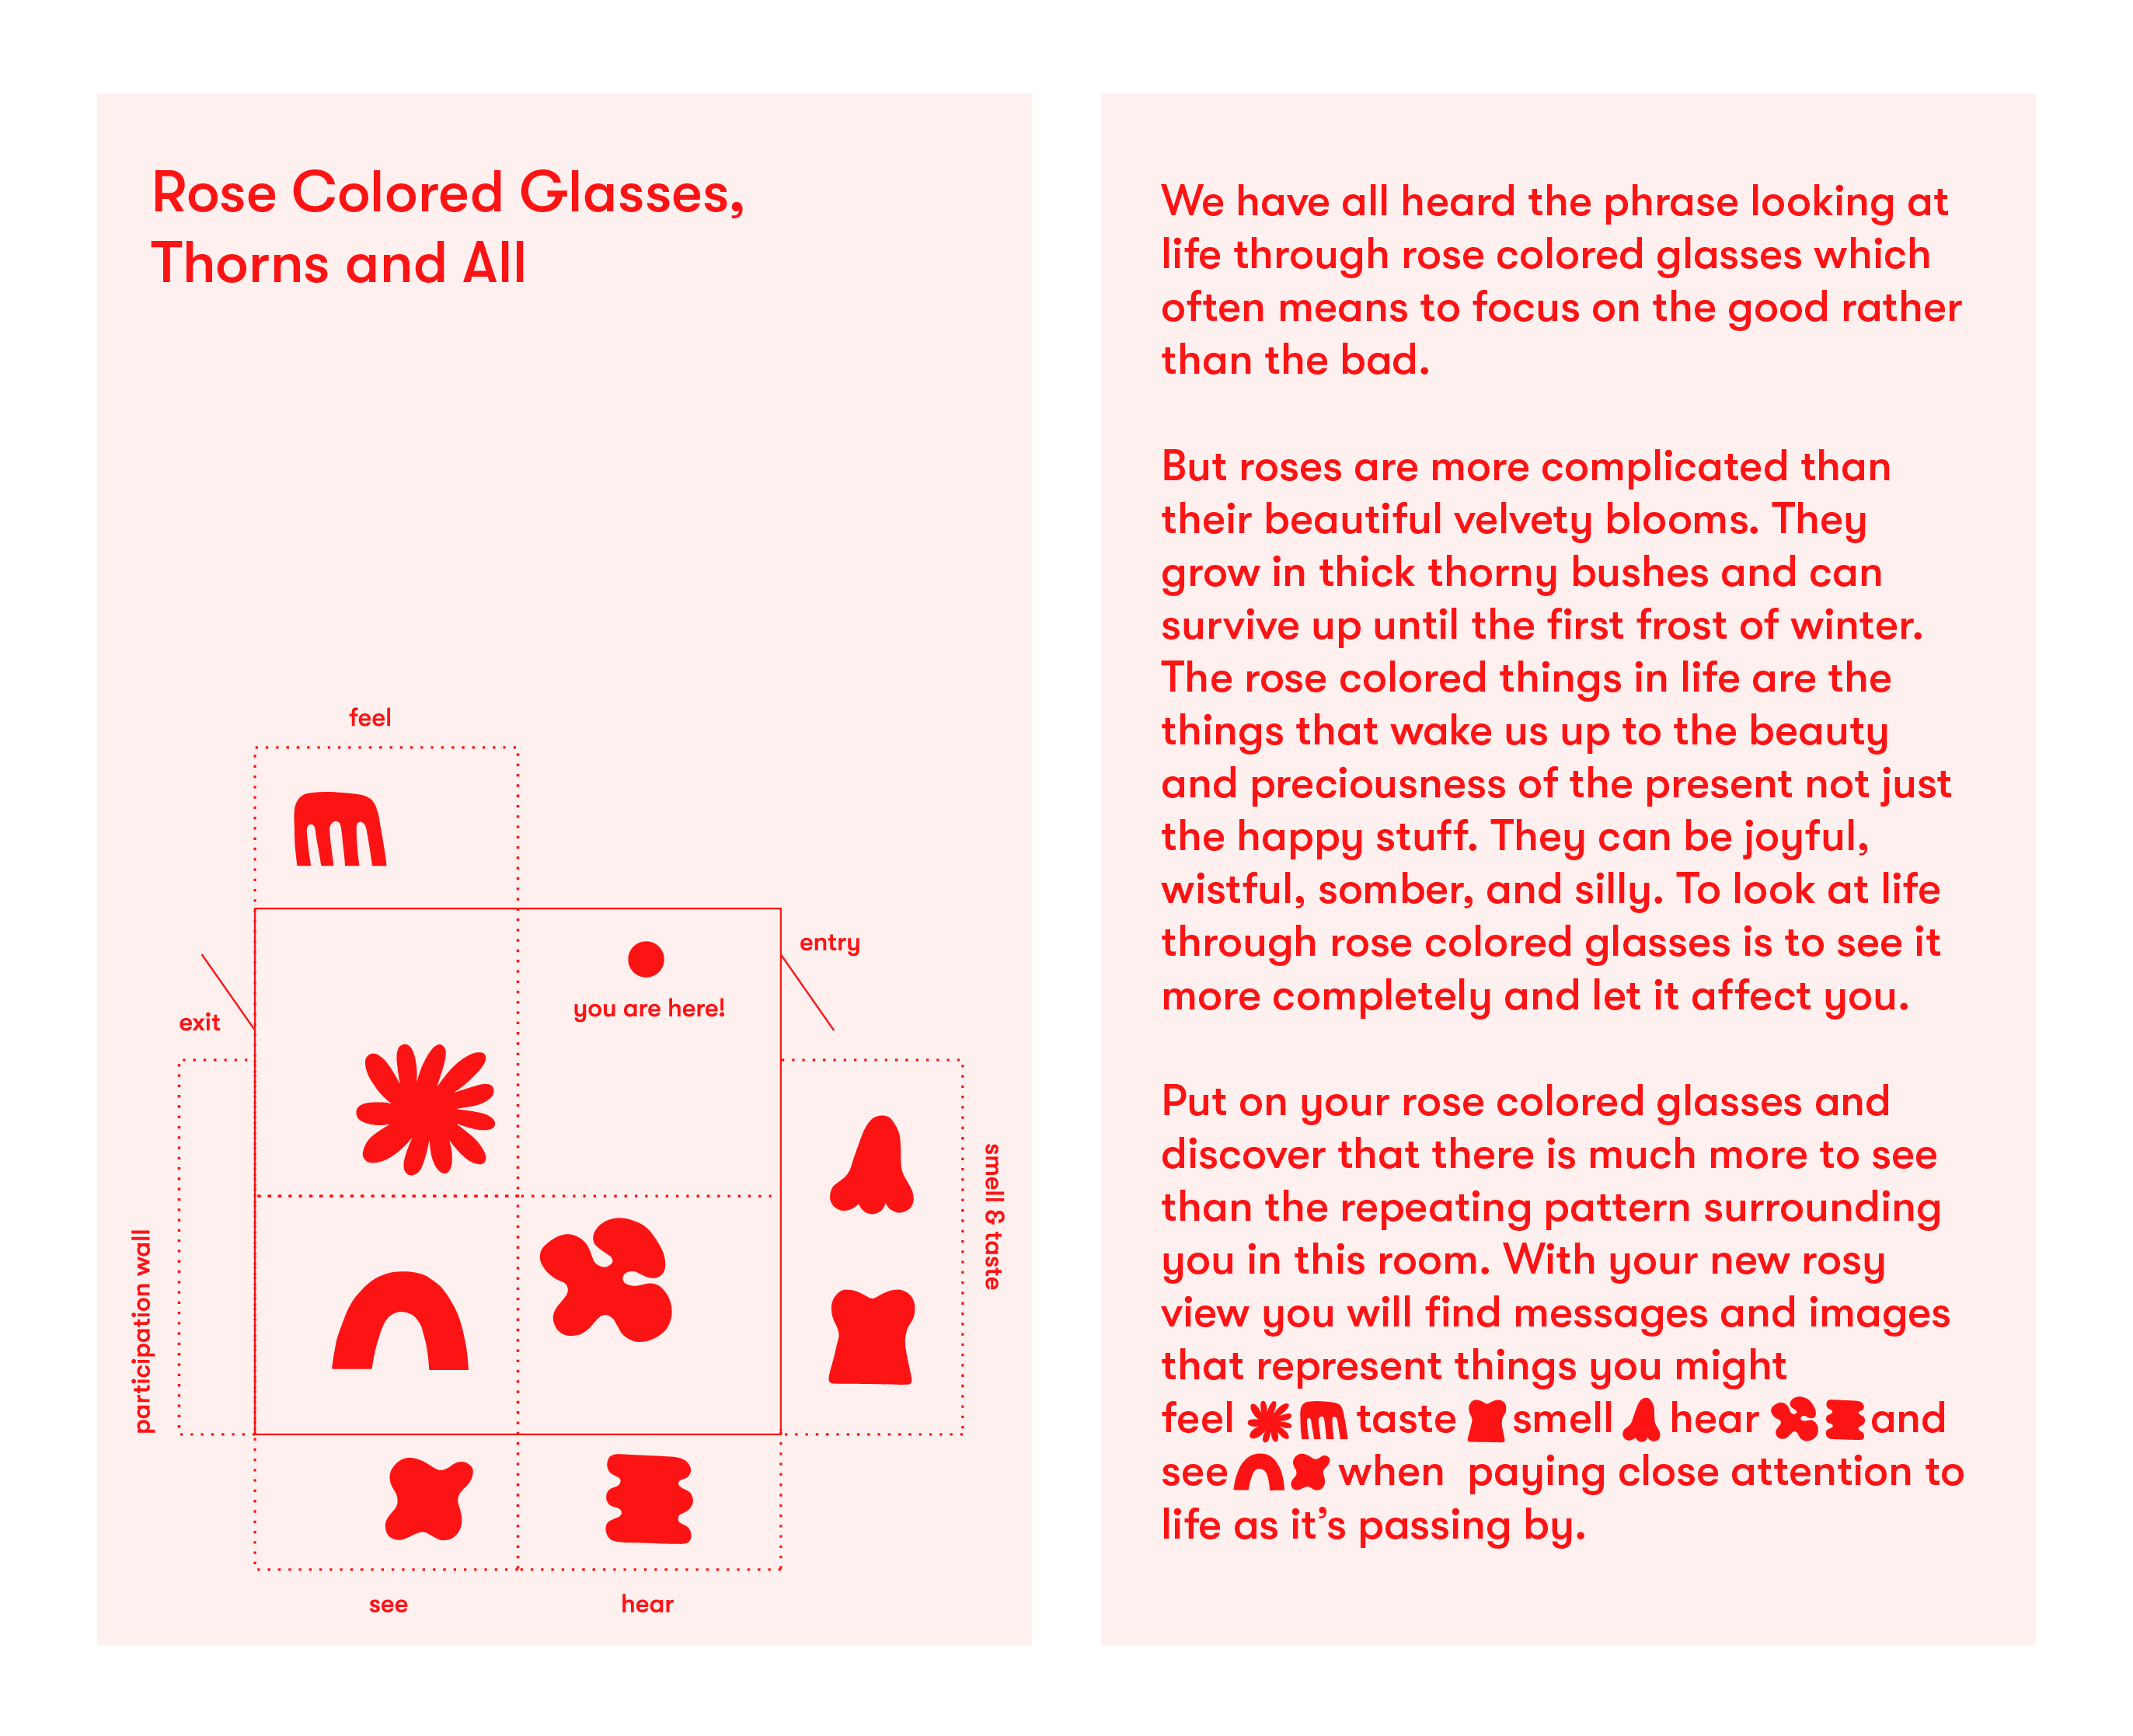 Rose Colored Glasses,
Thorns and All
feel
entry
you are here!
exit
smell & taste
participation wall
see
hear
We have all heard the phrase looking at
life through rose colored glasses which
often means to focus on the good rather
than the bad.
But roses are more complicated than
their beautiful velvety blooms. They
grow in thick thorny bushes and can
survive up until the first frost of winter.
The rose colored things in life are the
things that wake us up to the beauty
and preciousness of the present not just
the happy stuff. They can be joyful,
wistful, somber, and silly. To look at life
through rose colored glasses is to see it
more completely and let it affect you.
Put on your rose colored glasses and
discover that there is much more to see
than the repeating pattern surrounding
you in this room. With your new rosy
view you will find messages and images
that represent things you might
feel taste smell hear and
see when paying close attention to
life as it’s passing by.